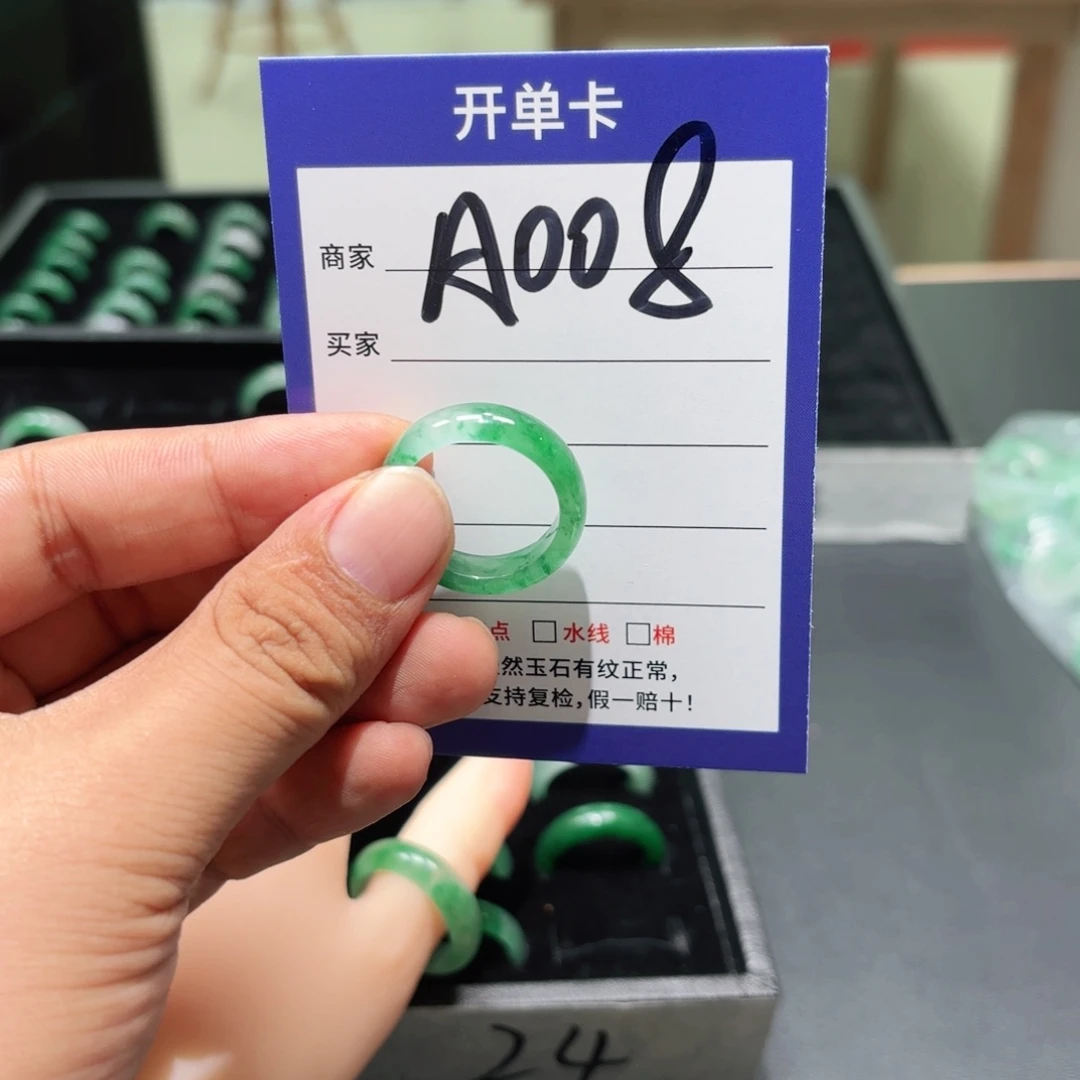 开单卡
商家 A008
买家
点 □水线 □棉
然玉石有纹正常，
支持复检，假一赔十！
24